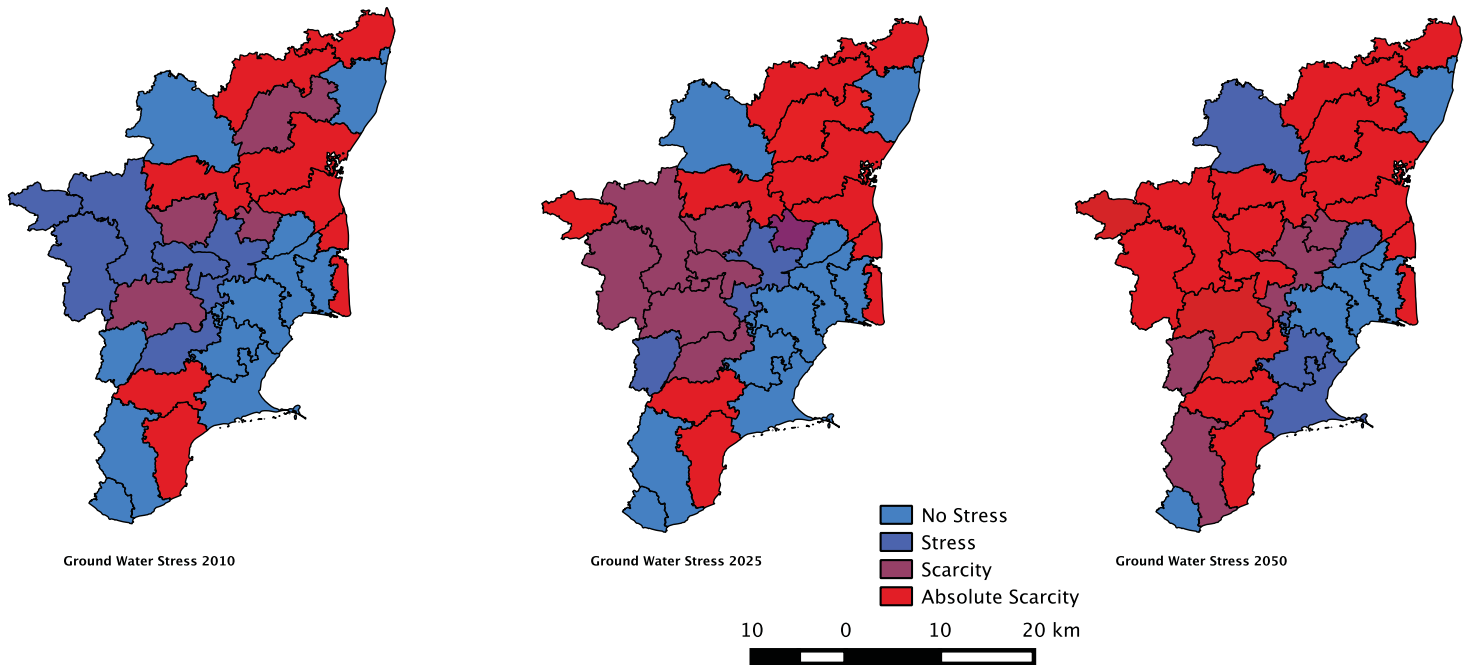 No Stress
Stress
Scarcity
Absolute Scarcity
Ground Water Stress 2010
Ground Water Stress 2025
Ground Water Stress 2050
10 0 10 20 km